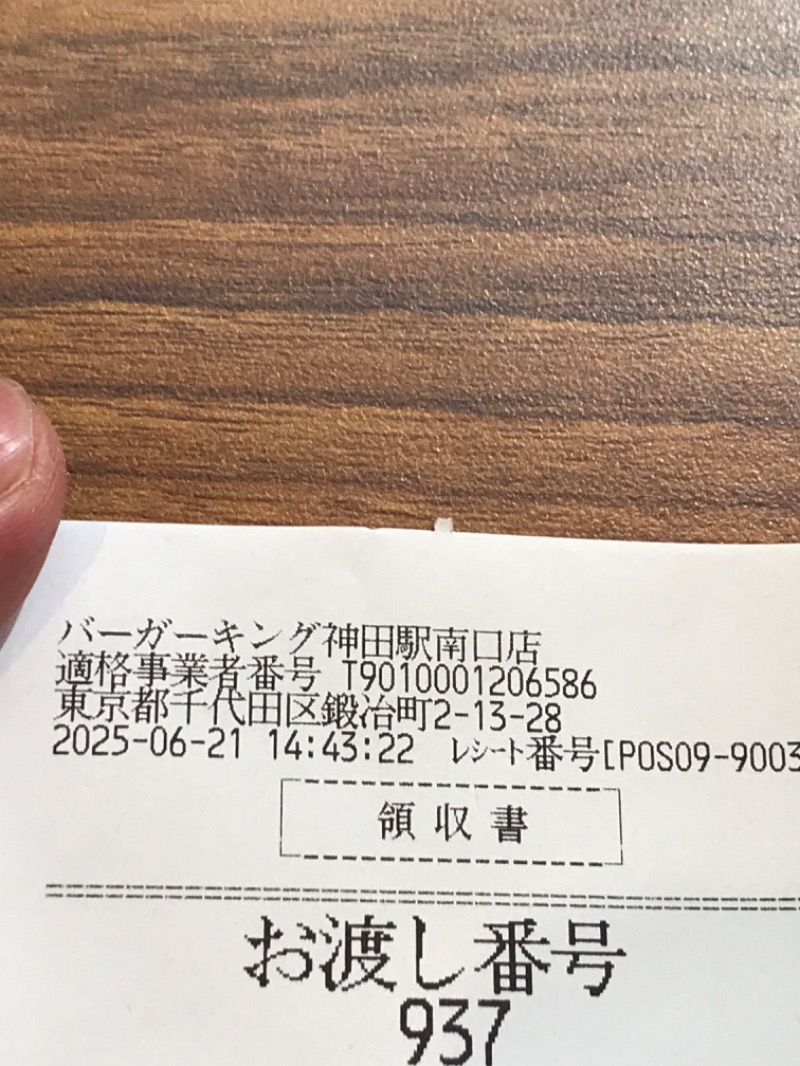 バーガーキング神田駅南口店
適格事業者番号 T9010001206586
東京都千代田区鍛冶町2-13-28
2025-06-21 14:43:22 レシート番号[POS09-9003
領収書
お渡し番号
937